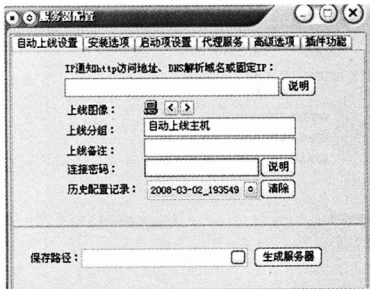 服务器配置
自动上线设置 安装选项 启动项设置 代理服务 高级选项 插件功能
IP通知http访问地址、DNS解析域名或固定IP：
说明
上线图像：
上线分组： 自动上线主机
上线备注：
连接密码： 说明
历史配置记录： 2008-03-02_193549 清除
保存路径： 生成服务器